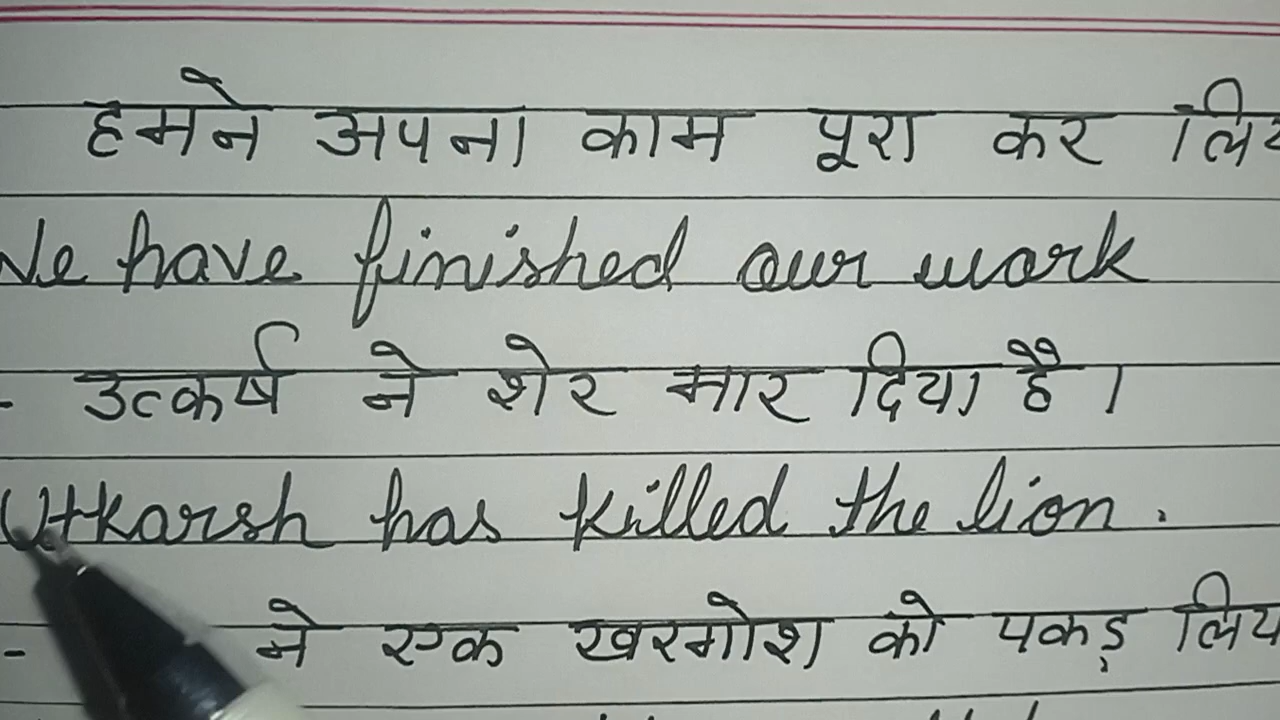 हमने अपना काम पूरा कर लिय
We have finished our work
- उत्कर्ष ने शेर मार दिया है।
Utkarsh has killed the lion.
- ने एक खरगोश को पकड़ लिय